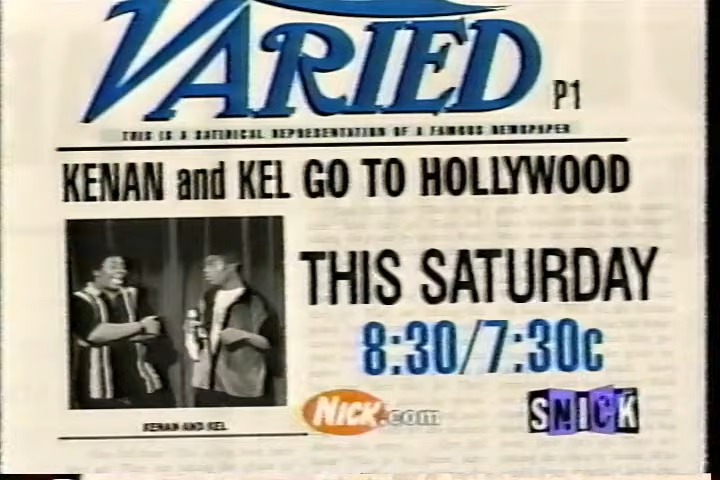 VARIED
P1
THIS IS A SATIRICAL REPRESENTATION OF A FAMOUS NEWSPAPER
KENAN and KEL GO TO HOLLYWOOD
THIS SATURDAY
8:30/7:30c
KENAN AND KEL
NICK.com
SNICK